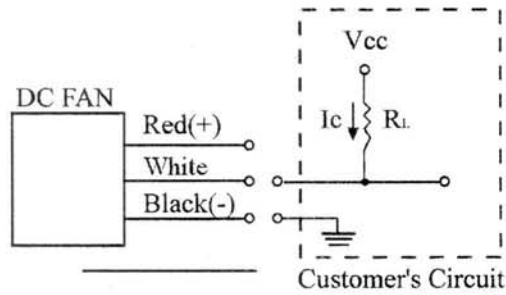 Vcc
DC FAN
Red(+)
Ic RL
White
Black(-)
Customer's Circuit